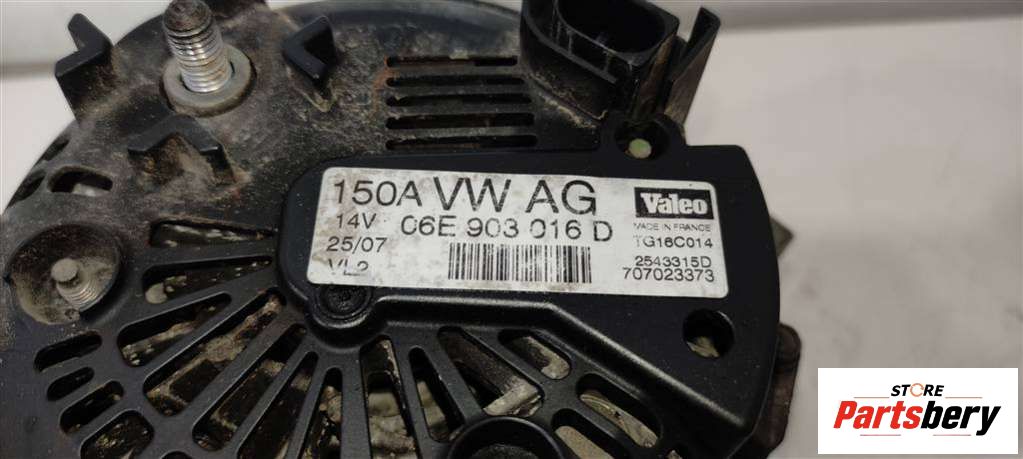 150A VW AG
14V 06E 903 016 D
25/07
VL2
Valeo
MADE IN FRANCE
TG16C014
2543315D
707023373
STORE
Partsbery